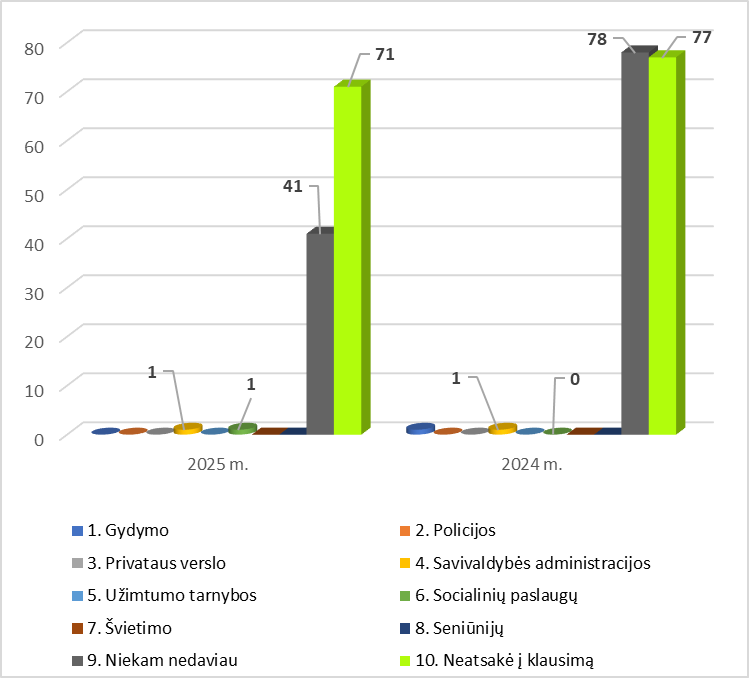 80
70
60
50
40
30
20
10
0
1
1
41
71
1
0
78
77
2025 m.
2024 m.
1. Gydymo
2. Policijos
3. Privataus verslo
4. Savivaldybės administracijos
5. Užimtumo tarnybos
6. Socialinių paslaugų
7. Švietimo
8. Seniūnijų
9. Niekam nedaviau
10. Neatsakė į klausimą